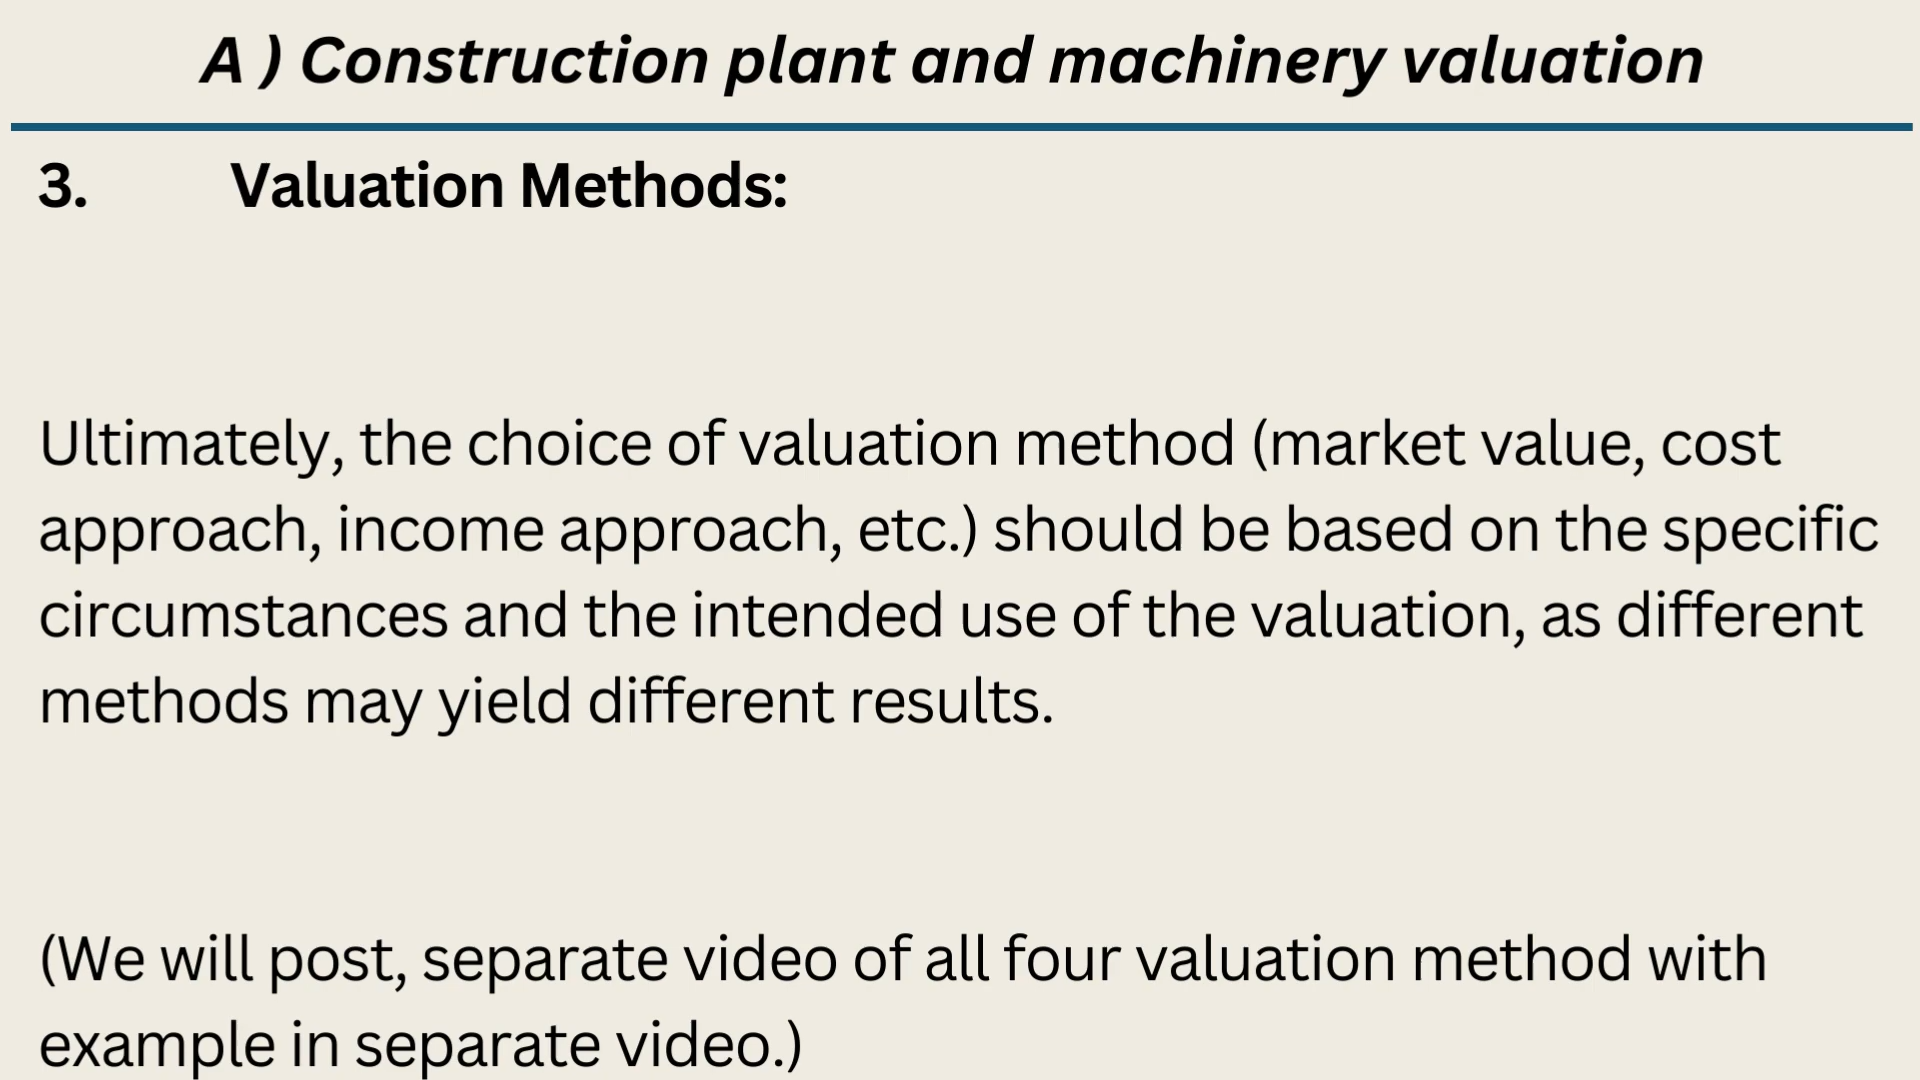 A ) Construction plant and machinery valuation
3. Valuation Methods:
Ultimately, the choice of valuation method (market value, cost
approach, income approach, etc.) should be based on the specific
circumstances and the intended use of the valuation, as different
methods may yield different results.
(We will post, separate video of all four valuation method with
example in separate video.)